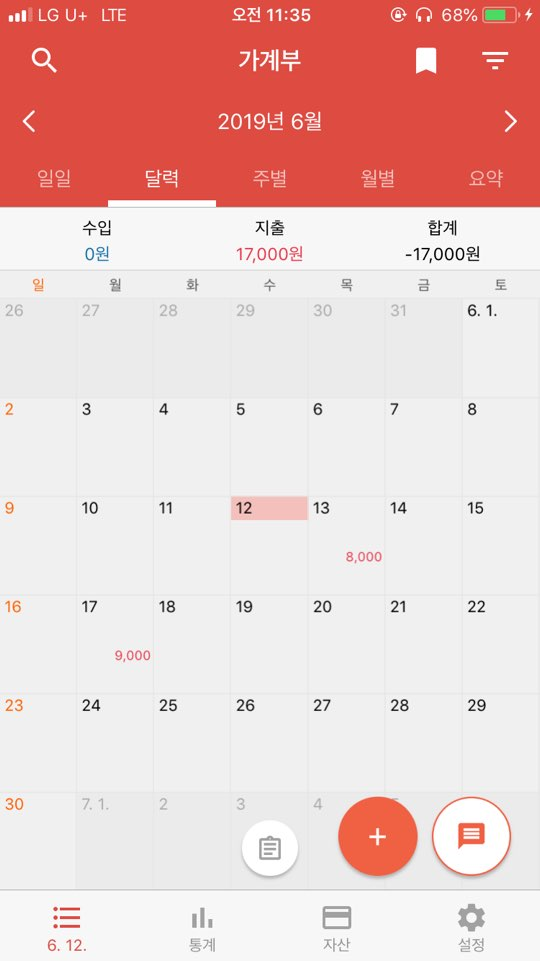 LG U+ LTE 오전 11:35 68%
가계부
2019년 6월
일일 달력 주별 월별 요약
수입 지출 합계
0원 17,000원 -17,000원
일 월 화 수 목 금 토
26 27 28 29 30 31 6. 1.
2 3 4 5 6 7 8
9 10 11 12 13 14 15
8,000
16 17 18 19 20 21 22
9,000
23 24 25 26 27 28 29
30 7. 1. 2 3 4
+
6. 12. 통계 자산 설정